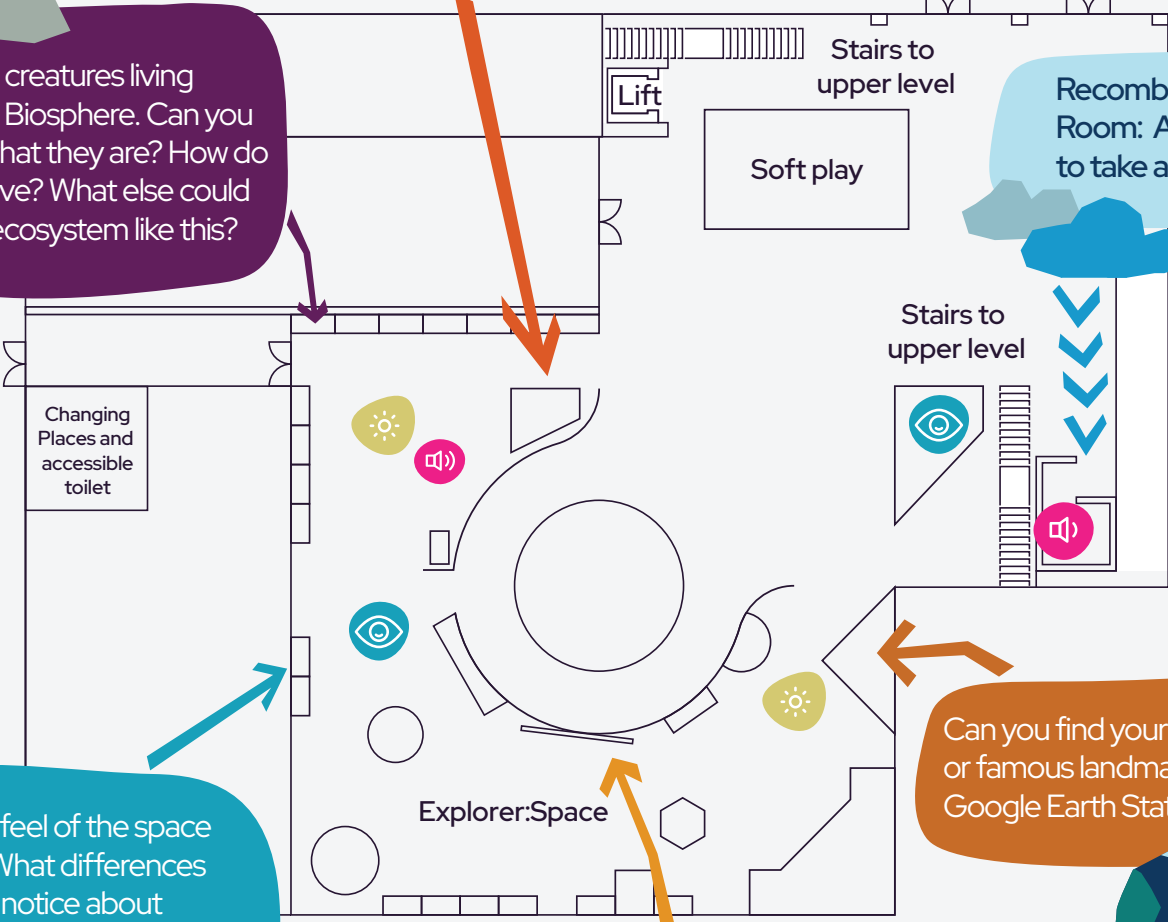 creatures living
Biosphere. Can you
hat they are? How do
ve? What else could
ecosystem like this?
Stairs to
upper level
Lift
Soft play
Recomb
Room: A
to take a
Stairs to
upper level
Changing
Places and
accessible
toilet
Can you find your
or famous landma
Google Earth Stat
Explorer:Space
feel of the space
What differences
notice about